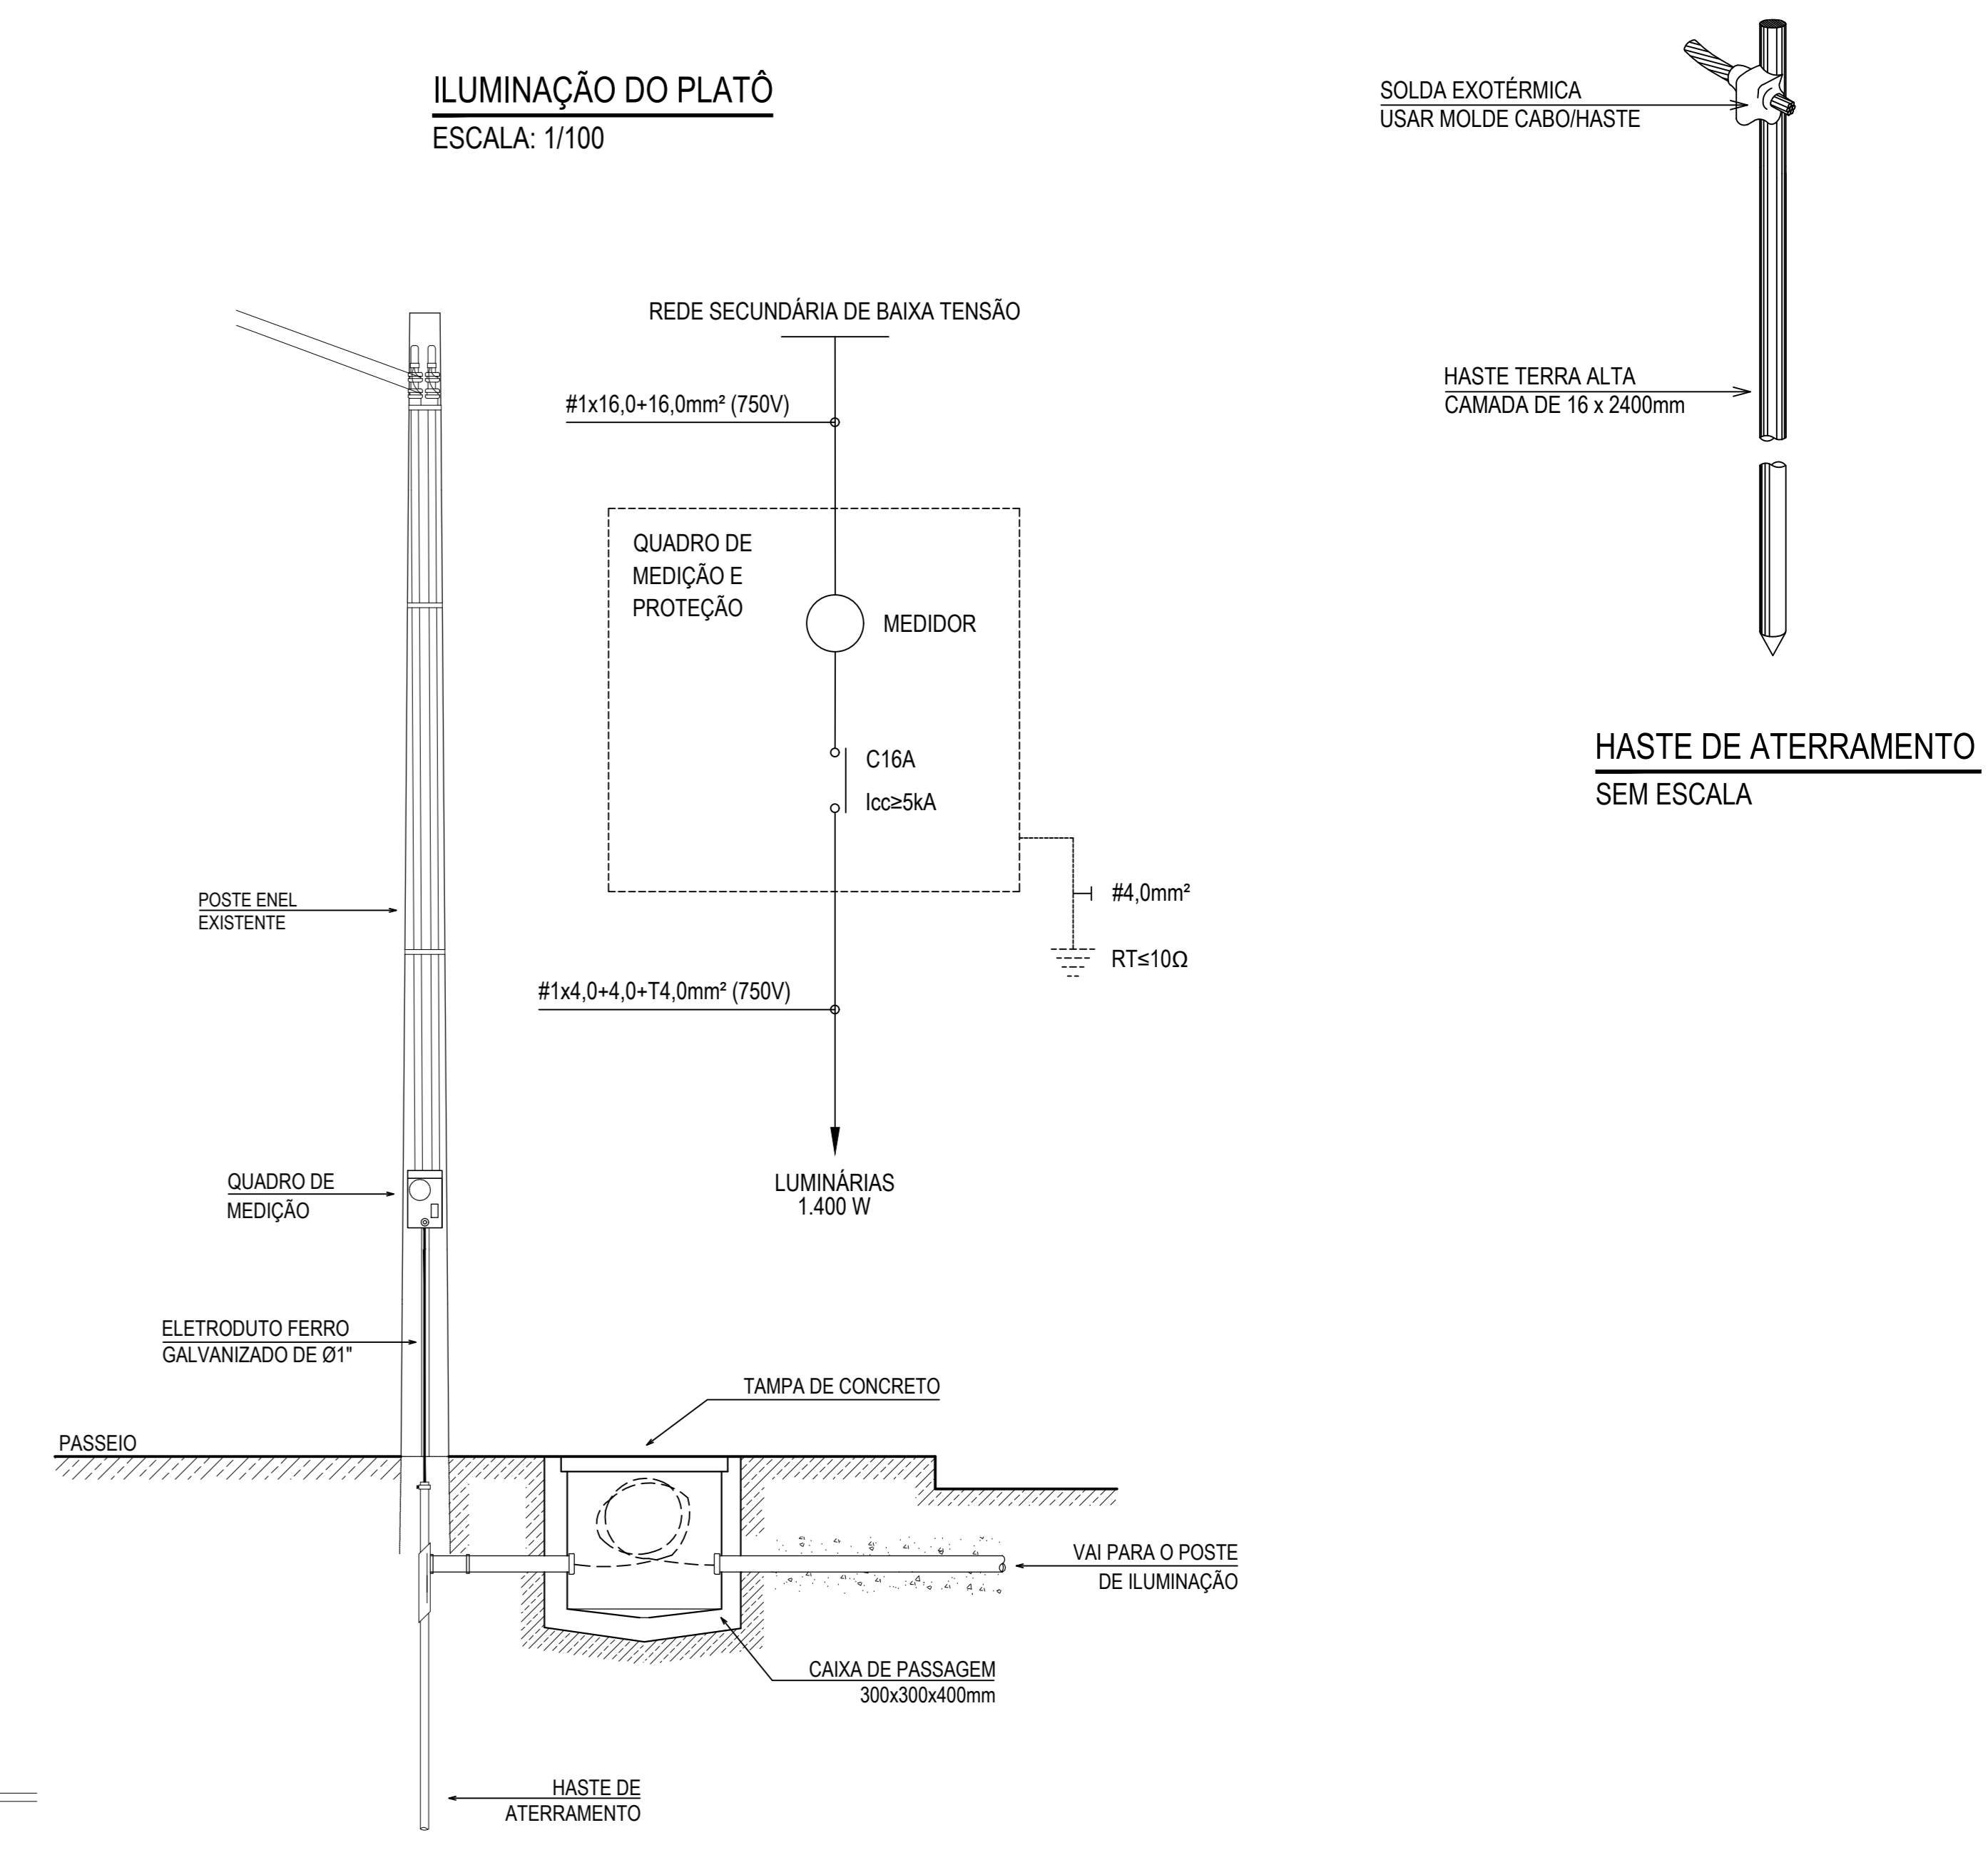 ILUMINAÇÃO DO PLATÔ
ESCALA: 1/100
SOLDA EXOTÉRMICA
USAR MOLDE CABO/HASTE
HASTE TERRA ALTA
CAMADA DE 16 x 2400mm
HASTE DE ATERRAMENTO
SEM ESCALA
REDE SECUNDÁRIA DE BAIXA TENSÃO
#1x16,0+16,0mm² (750V)
QUADRO DE
MEDIÇÃO E
PROTEÇÃO
MEDIDOR
C16A
Icc≥5kA
#4,0mm²
RT≤10Ω
#1x4,0+4,0+T4,0mm² (750V)
LUMINÁRIAS
1.400 W
POSTE ENEL
EXISTENTE
QUADRO DE
MEDIÇÃO
ELETRODUTO FERRO
GALVANIZADO DE Ø1"
TAMPA DE CONCRETO
PASSEIO
VAI PARA O POSTE
DE ILUMINAÇÃO
CAIXA DE PASSAGEM
300x300x400mm
HASTE DE
ATERRAMENTO